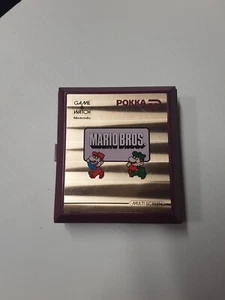 GAME & WATCH
Nintendo
POKKA
MARIO BROS.
MULTI SCREEN